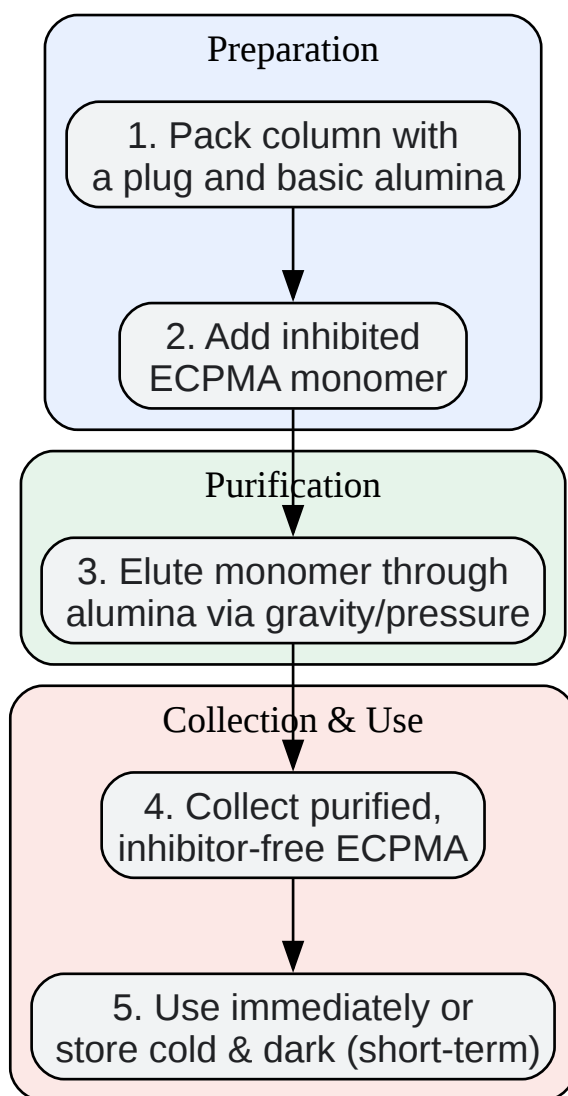 Preparation
1. Pack column with
a plug and basic alumina
2. Add inhibited
ECPMA monomer
Purification
3. Elute monomer through
alumina via gravity/pressure
Collection & Use
4. Collect purified,
inhibitor-free ECPMA
5. Use immediately or
store cold & dark (short-term)